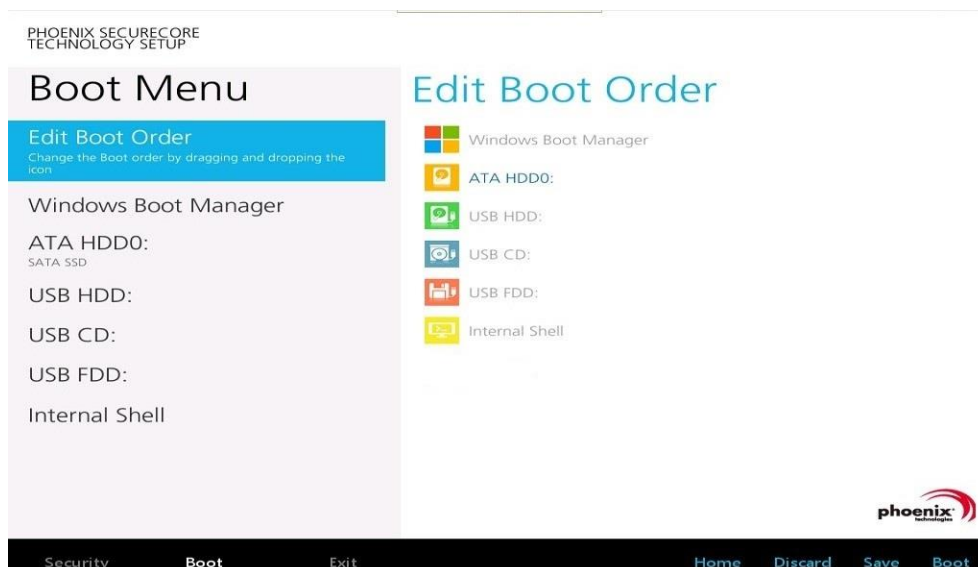 PHOENIX SECURECORE
TECHNOLOGY SETUP
Boot Menu
Edit Boot Order
Change the Boot order by dragging and dropping the
icon
Windows Boot Manager
ATA HDD0:
SATA SSD
USB HDD:
USB CD:
USB FDD:
Internal Shell
Edit Boot Order
Windows Boot Manager
ATA HDD0:
USB HDD:
USB CD:
USB FDD:
Internal Shell
phoenix
technologies
Security Boot Exit Home Discard Save Boot